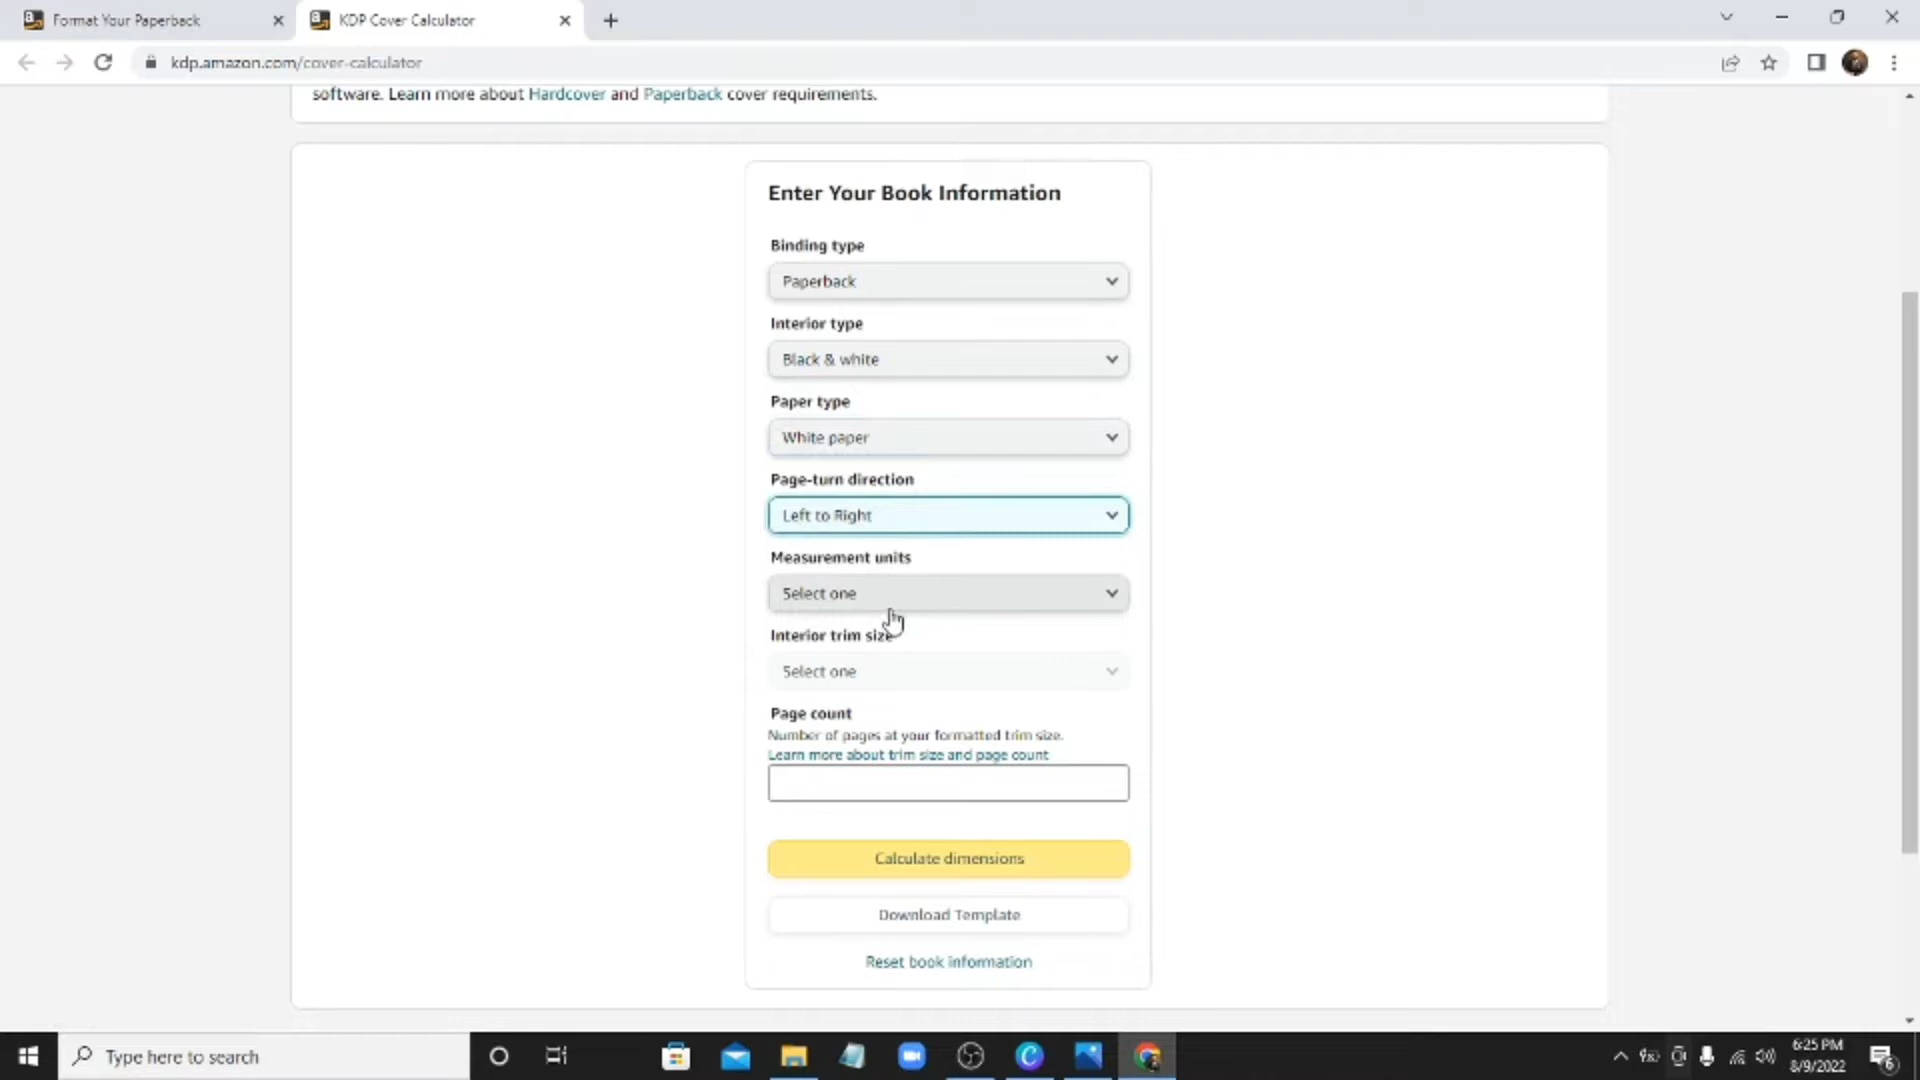 Format Your Paperback
KDP Cover Calculator
kdp.amazon.com/cover-calculator
software. Learn more about Hardcover and Paperback cover requirements.
Enter Your Book Information
Binding type
Paperback
Interior type
Black & white
Paper type
White paper
Page-turn direction
Left to Right
Measurement units
Select one
Interior trim size
Select one
Page count
Number of pages at your formatted trim size.
Learn more about trim size and page count
Calculate dimensions
Download Template
Reset book information
Type here to search
6:25 PM
8/9/2022
6